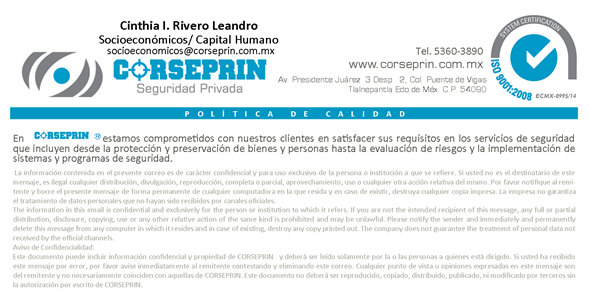 Cinthia I. Rivero Leandro
Socioeconómicos/ Capital Humano
socioeconomicos@corseprin.com.mx
CORSEPRIN
Seguridad Privada
Tel. 5360-3890
www.corseprin.com.mx
Av. Presidente Juárez 3 Desp. 2, Col. Puente de Vigas
Tlalnepantla Edo de Méx. C.P. 54090
SYSTEM CERTIFICATION
ISO 9001:2008
ECMX-0995/14
POLÍTICA DE CALIDAD
En CORSEPRIN ® estamos comprometidos con nuestros clientes en satisfacer sus requisitos en los servicios de seguridad
que incluyen desde la protección y preservación de bienes y personas hasta la evaluación de riesgos y la implementación de
sistemas y programas de seguridad.
La información contenida en el presente correo es de carácter confidencial y para uso exclusivo de la persona o institución a que se refiere. Si usted no es el destinatario de este
mensaje, es ilegal cualquier distribución, divulgación, reproducción, completa o parcial, aprovechamiento, uso o cualquier otra acción relativa del mismo. Por favor notifique al remi-
tente y borre el presente mensaje de forma permanente de cualquier computadora en la que resida y en caso de existir, destruya cualquier copia impresa. La empresa no garantiza
el tratamiento de datos personales que no hayan sido recibidos por canales oficiales.
The information in this email is confidential and exclusively for the person or institution to which it refers. If you are not the intended recipient of this message, any full or partial
distribution, disclosure, copying, use or any other relative action of the same kind is prohibited and may be unlawful. Please notify the sender and immediately and permanently
delete this message from any computer in which it resides and in case of existing, destroy any copy printed out. The company does not guarantee the treatment of personal data not
received by the official channels.
Aviso de Confidencialidad:
Este documento puede incluir información confidencial y propiedad de CORSEPRIN y deberá ser leído solamente por la o las personas a quienes está dirigido. Si usted ha recibido
este mensaje por error, por favor avise inmediatamente al remitente contestando y eliminando este correo. Cualquier punto de vista u opiniones expresadas en este mensaje son
del remitente y no necesariamente coinciden con aquellas de CORSEPRIN. Este documento no deberá ser reproducido, copiado, distribuido, publicado, ni modificado por terceros sin
la autorización por escrito de CORSEPRIN.